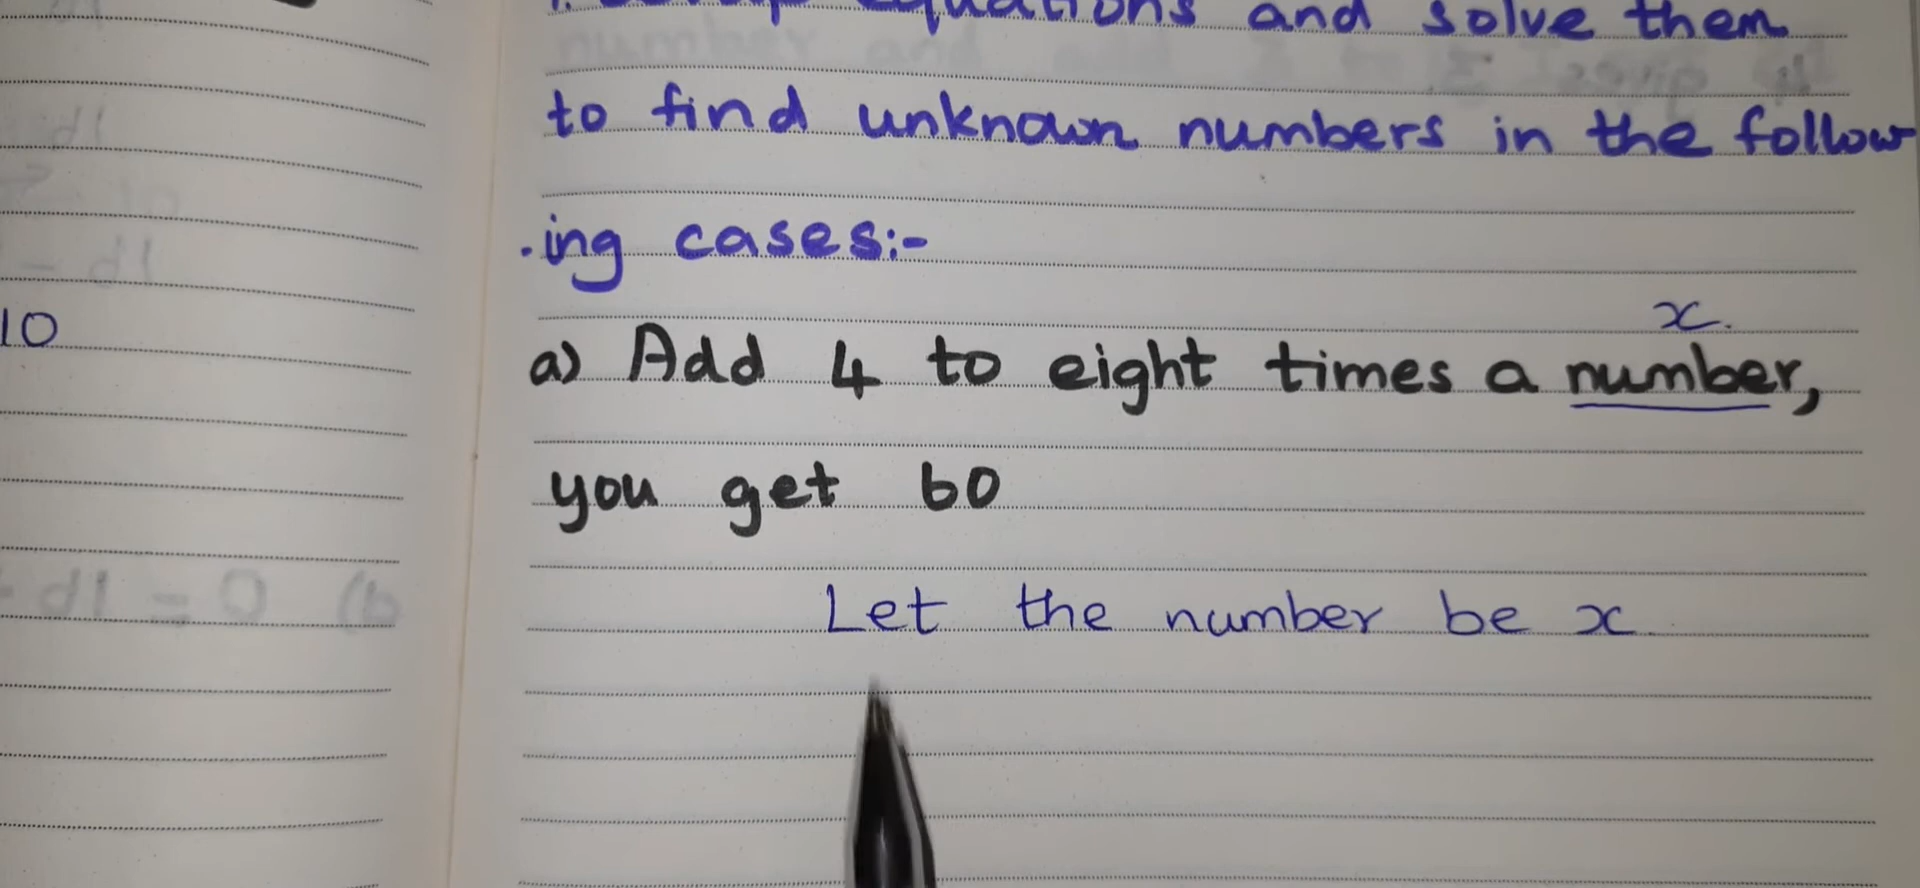 equations and solve them
to find unknown numbers in the follow
-ing cases:-
x.
a) Add 4 to eight times a number,
you get 60
Let the number be x
10